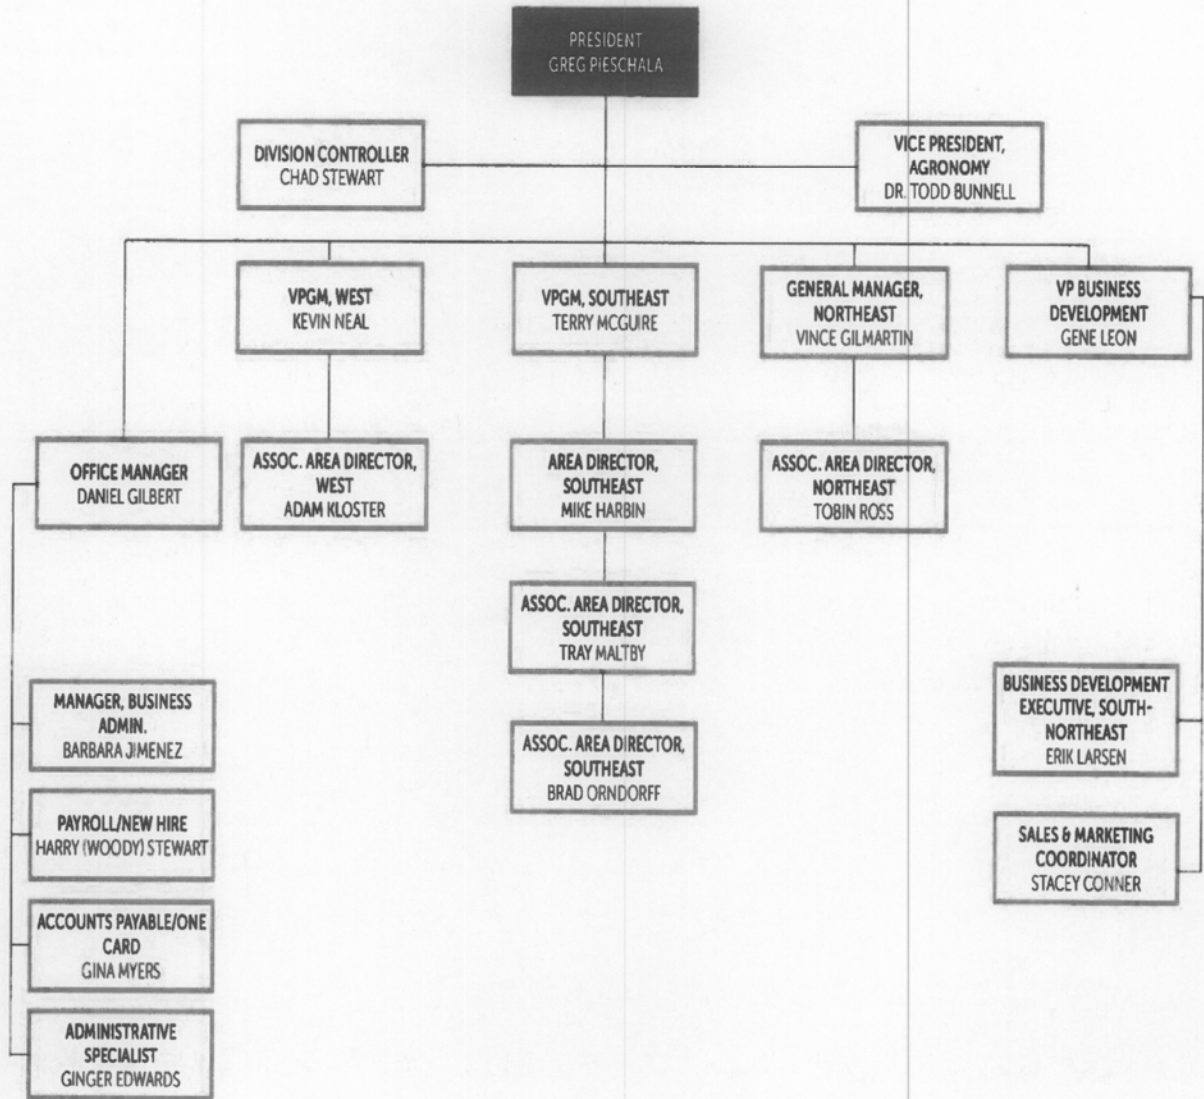 PRESIDENT
GREG PIESCHALA
DIVISION CONTROLLER
CHAD STEWART
VICE PRESIDENT,
AGRONOMY
DR. TODD BUNNELL
VPGM, WEST
KEVIN NEAL
VPGM, SOUTHEAST
TERRY MCGUIRE
GENERAL MANAGER,
NORTHEAST
VINCE GILMARTIN
VP BUSINESS
DEVELOPMENT
GENE LEON
OFFICE MANAGER
DANIEL GILBERT
ASSOC. AREA DIRECTOR,
WEST
ADAM KLOSTER
AREA DIRECTOR,
SOUTHEAST
MIKE HARBIN
ASSOC. AREA DIRECTOR,
NORTHEAST
TOBIN ROSS
ASSOC. AREA DIRECTOR,
SOUTHEAST
TRAY MALTBY
MANAGER, BUSINESS
ADMIN.
BARBARA JIMENEZ
ASSOC. AREA DIRECTOR,
SOUTHEAST
BRAD ORNDORFF
BUSINESS DEVELOPMENT
EXECUTIVE, SOUTH-
NORTHEAST
ERIK LARSEN
PAYROLL/NEW HIRE
HARRY (WOODY) STEWART
SALES & MARKETING
COORDINATOR
STACEY CONNER
ACCOUNTS PAYABLE/ONE
CARD
GINA MYERS
ADMINISTRATIVE
SPECIALIST
GINGER EDWARDS